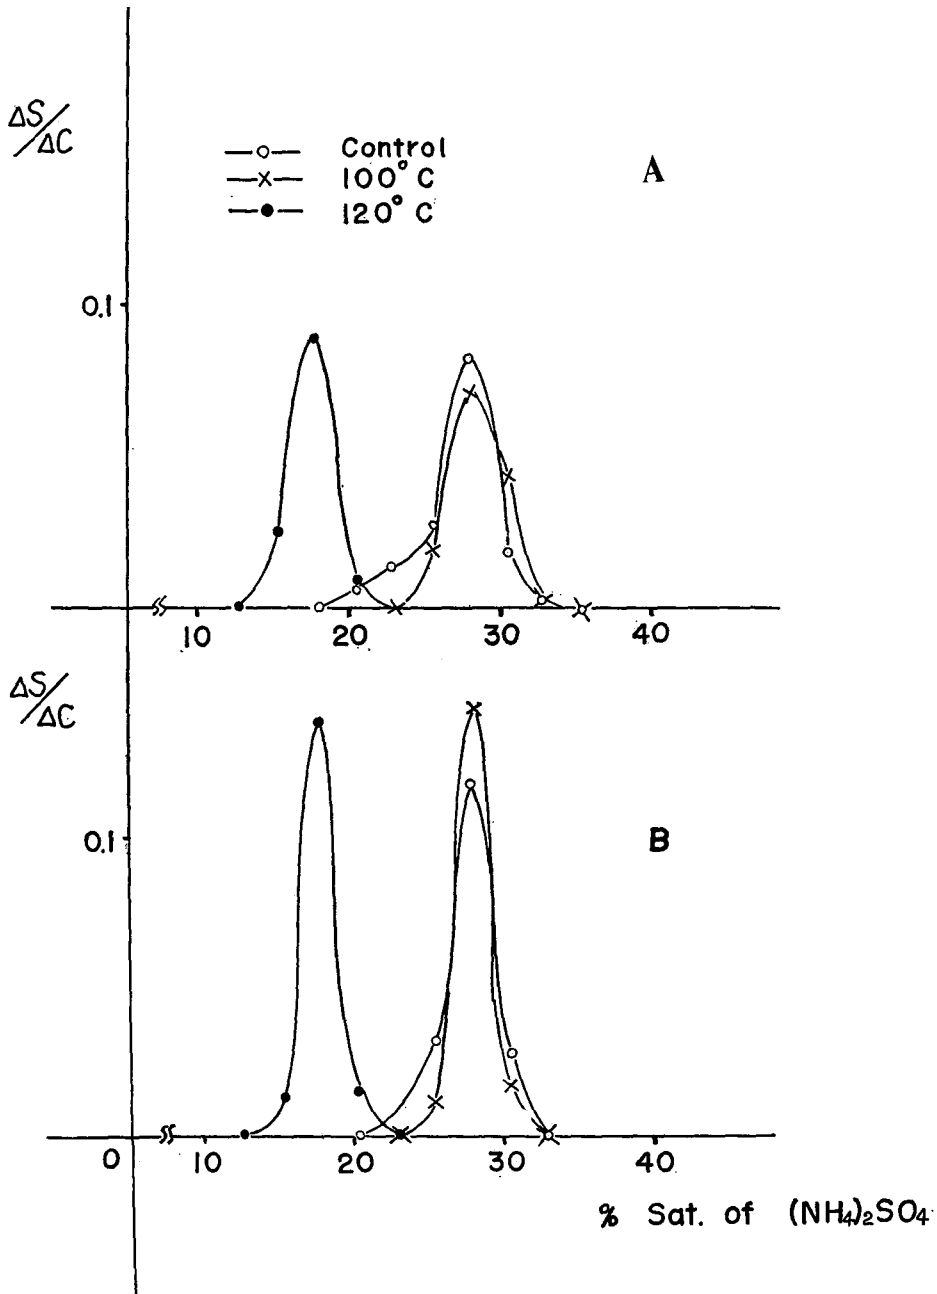 ΔS/ΔC
Control
100° C
A
120° C
0.1
10 20 30 40
ΔS/ΔC
0.1
B
0 10 20 30 40
% Sat. of (NH4)2SO4